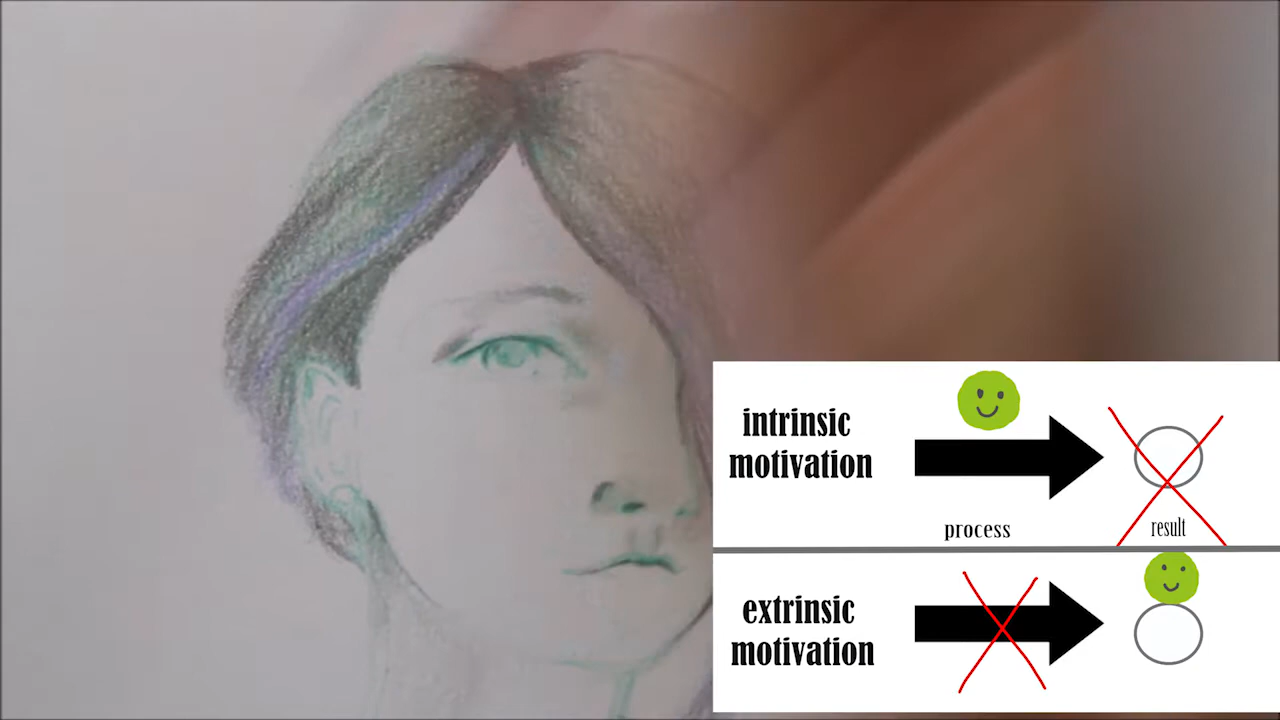 intrinsic
motivation
process
result
extrinsic
motivation